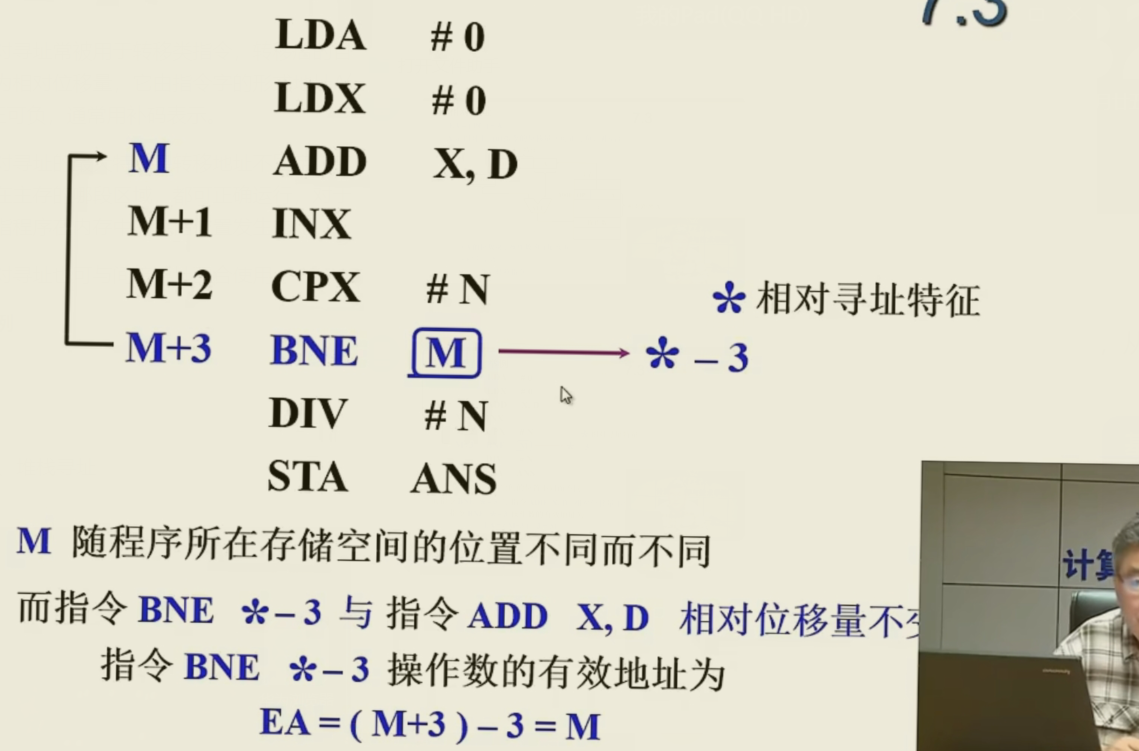 7.3
LDA # 0
LDX # 0
M ADD X, D
M+1 INX
M+2 CPX # N
* 相对寻址特征
M+3 BNE M * – 3
DIV # N
STA ANS
M 随程序所在存储空间的位置不同而不同
而指令 BNE * – 3 与 指令 ADD X, D 相对位移量不变
指令 BNE * – 3 操作数的有效地址为
EA = ( M+3 ) – 3 = M
计算